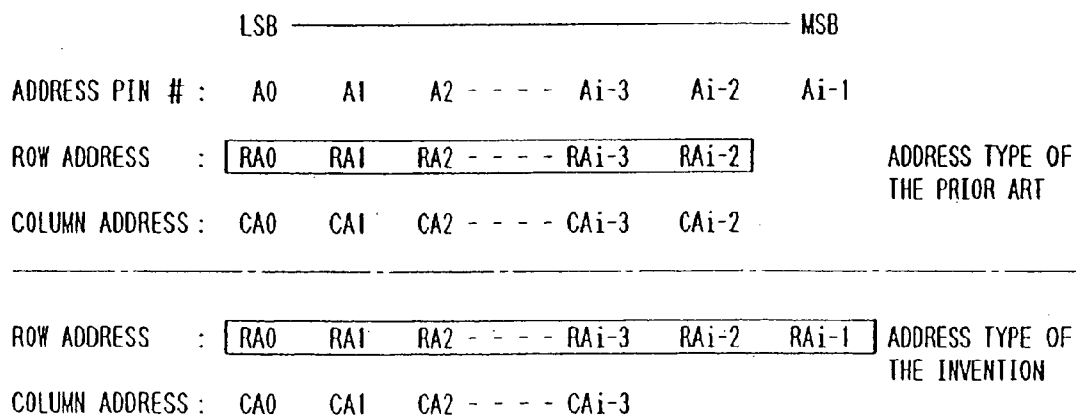 LSB —————— MSB
ADDRESS PIN # : A0 A1 A2 - - - - Ai-3 Ai-2 Ai-1
ROW ADDRESS : RA0 RA1 RA2 - - - - RAi-3 RAi-2 ADDRESS TYPE OF
THE PRIOR ART
COLUMN ADDRESS : CA0 CA1 CA2 - - - - CAi-3 CAi-2
ROW ADDRESS : RA0 RA1 RA2 - - - - RAi-3 RAi-2 RAi-1 ADDRESS TYPE OF
THE INVENTION
COLUMN ADDRESS : CA0 CA1 CA2 - - - - CAi-3